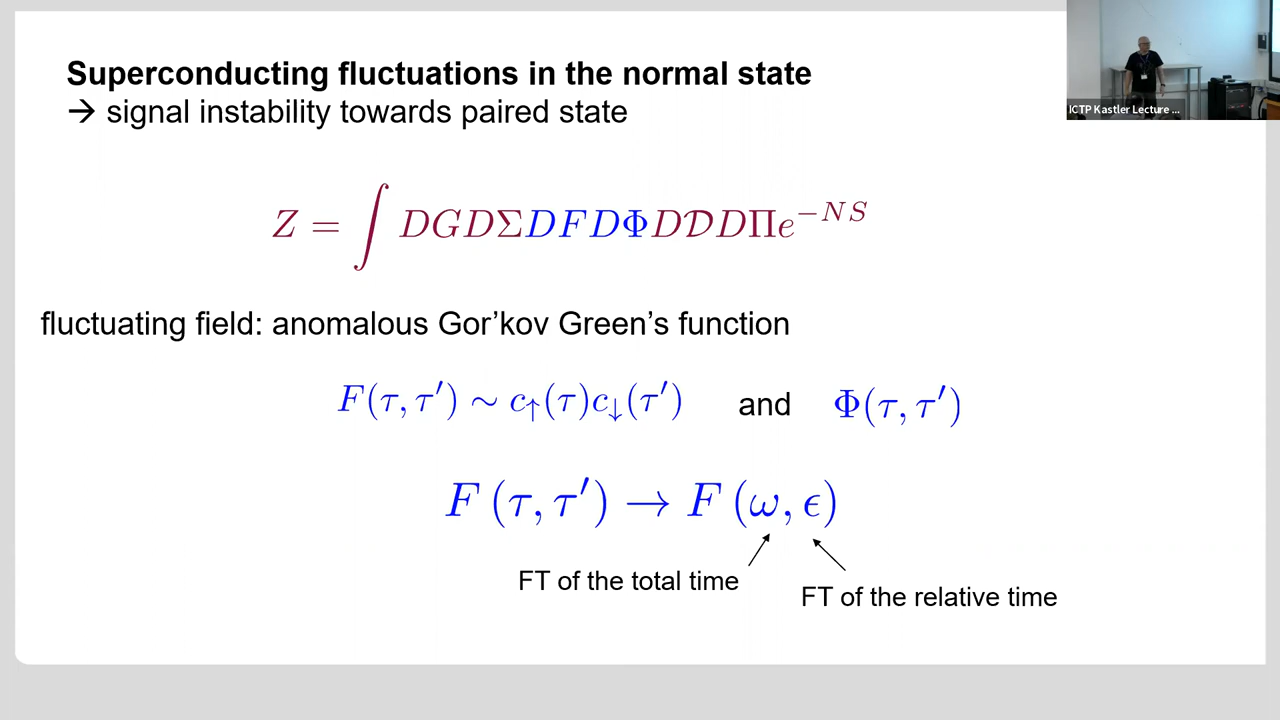 Superconducting fluctuations in the normal state
→ signal instability towards paired state
ICTP Kastler Lecture ...
Z = ∫ DGDΣDFDΦD𝒟DΠe^{−NS}
fluctuating field: anomalous Gor'kov Green's function
F(τ, τ′) ∼ c↑(τ)c↓(τ′) and Φ(τ, τ′)
F (τ, τ′) → F (ω, ϵ)
FT of the total time
FT of the relative time